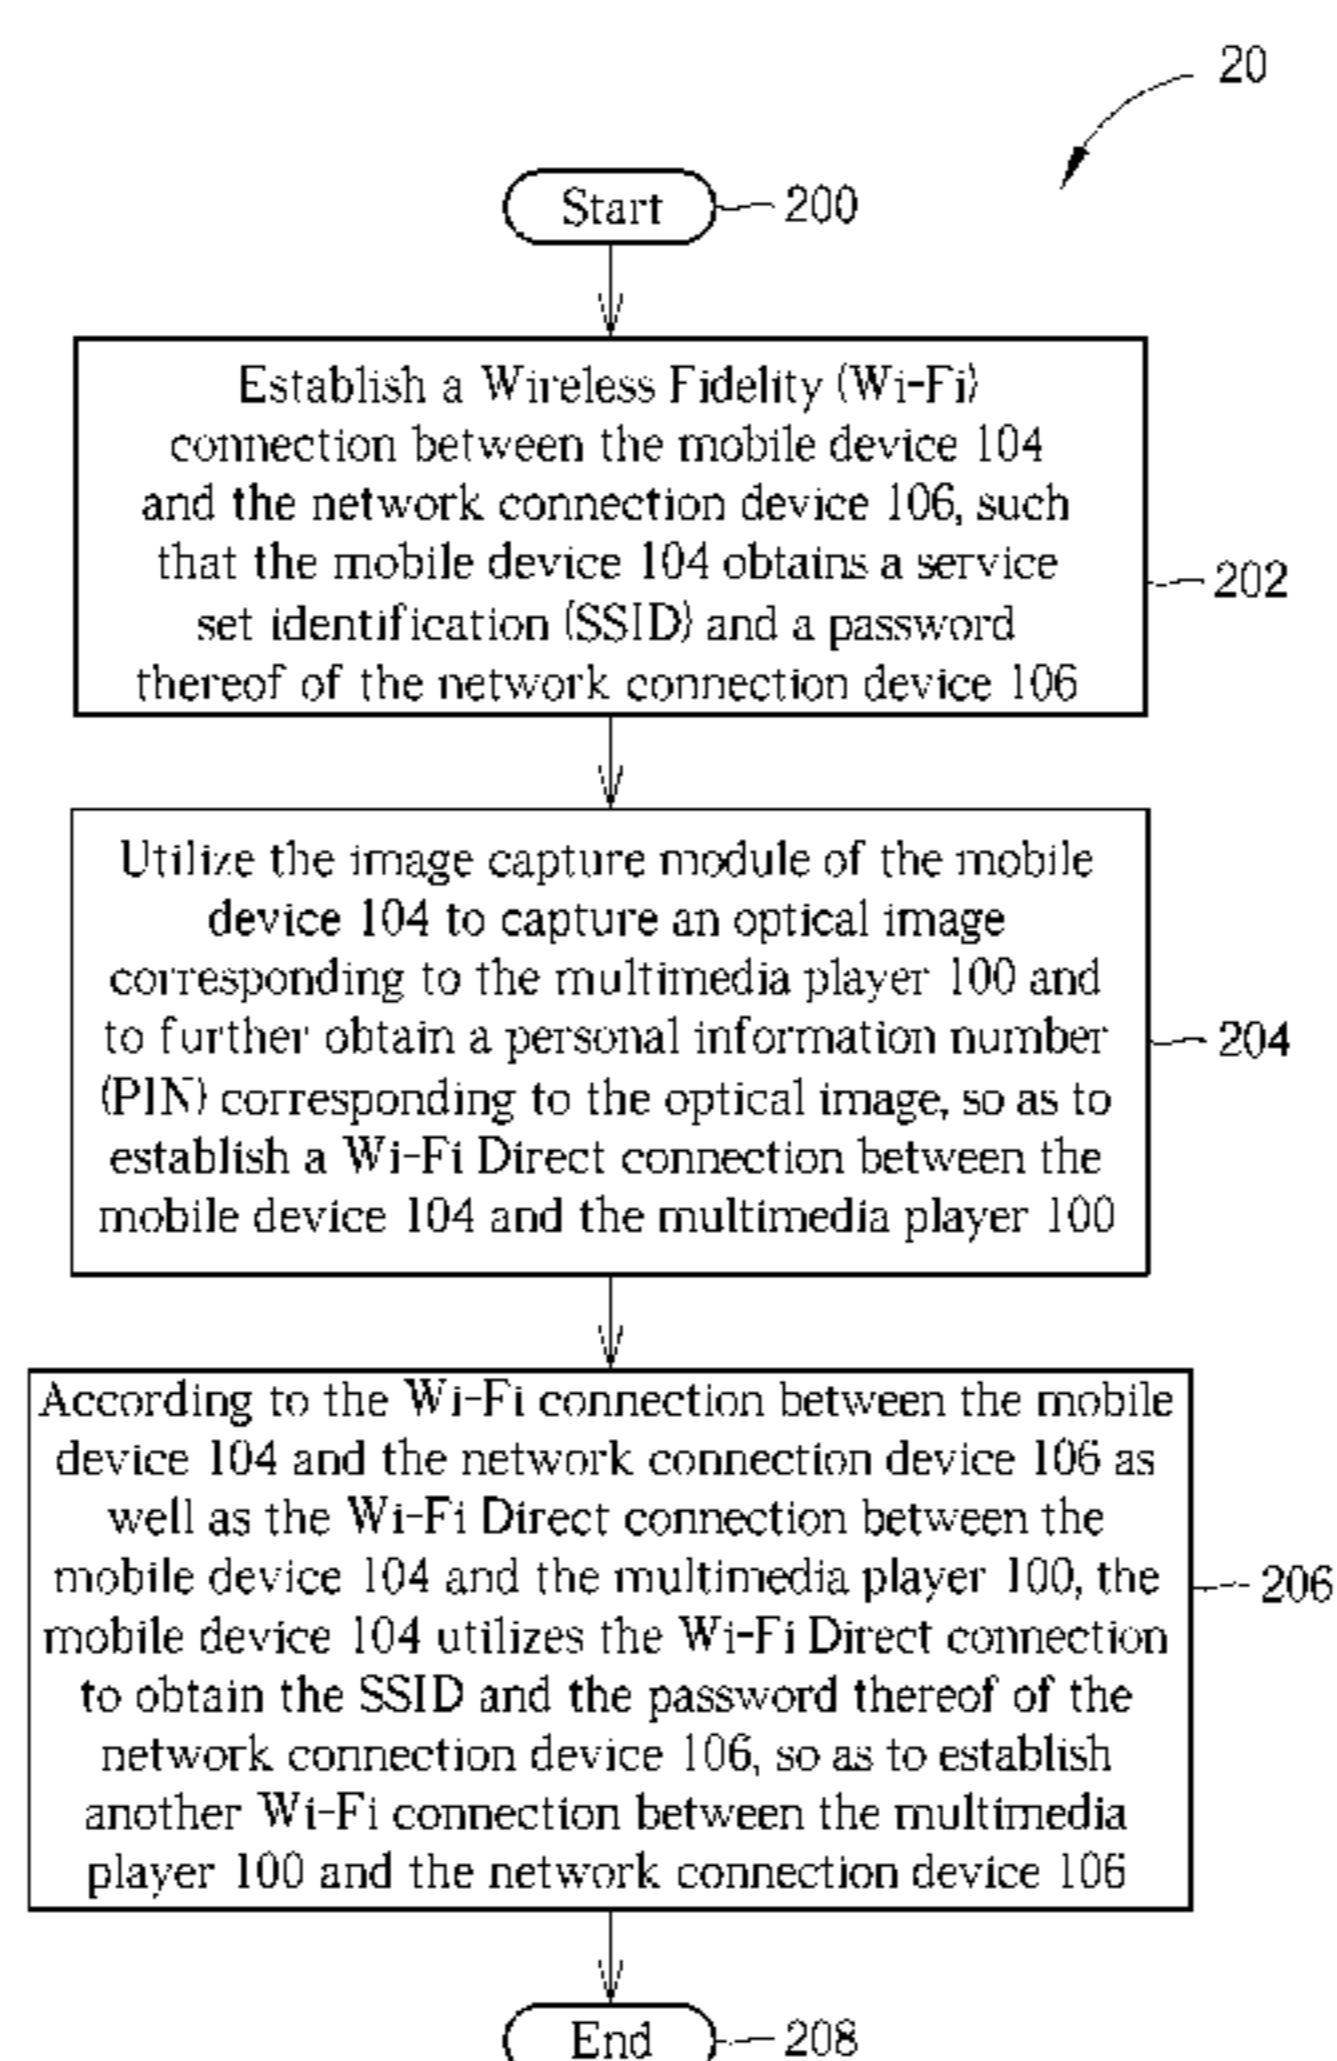 20
Start
200
Establish a Wireless Fidelity (Wi-Fi)
connection between the mobile device 104
and the network connection device 106, such
that the mobile device 104 obtains a service
set identification (SSID) and a password
thereof of the network connection device 106
202
Utilize the image capture module of the mobile
device 104 to capture an optical image
corresponding to the multimedia player 100 and
to further obtain a personal information number
(PIN) corresponding to the optical image, so as to
establish a Wi-Fi Direct connection between the
mobile device 104 and the multimedia player 100
204
According to the Wi-Fi connection between the mobile
device 104 and the network connection device 106 as
well as the Wi-Fi Direct connection between the
mobile device 104 and the multimedia player 100, the
mobile device 104 utilizes the Wi-Fi Direct connection
to obtain the SSID and the password thereof of the
network connection device 106, so as to establish
another Wi-Fi connection between the multimedia
player 100 and the network connection device 106
206
End
208